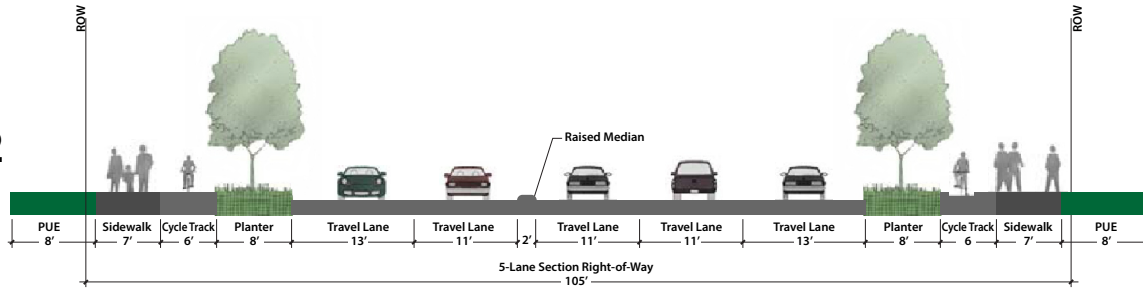 ROW
ROW
Raised Median
PUE
8’
Sidewalk
7’
Cycle Track
6’
Planter
8’
Travel Lane
13’
Travel Lane
11’
2’
Travel Lane
11’
Travel Lane
11’
Travel Lane
13’
Planter
8’
Cycle Track
6
Sidewalk
7’
PUE
8’
5-Lane Section Right-of-Way
105’